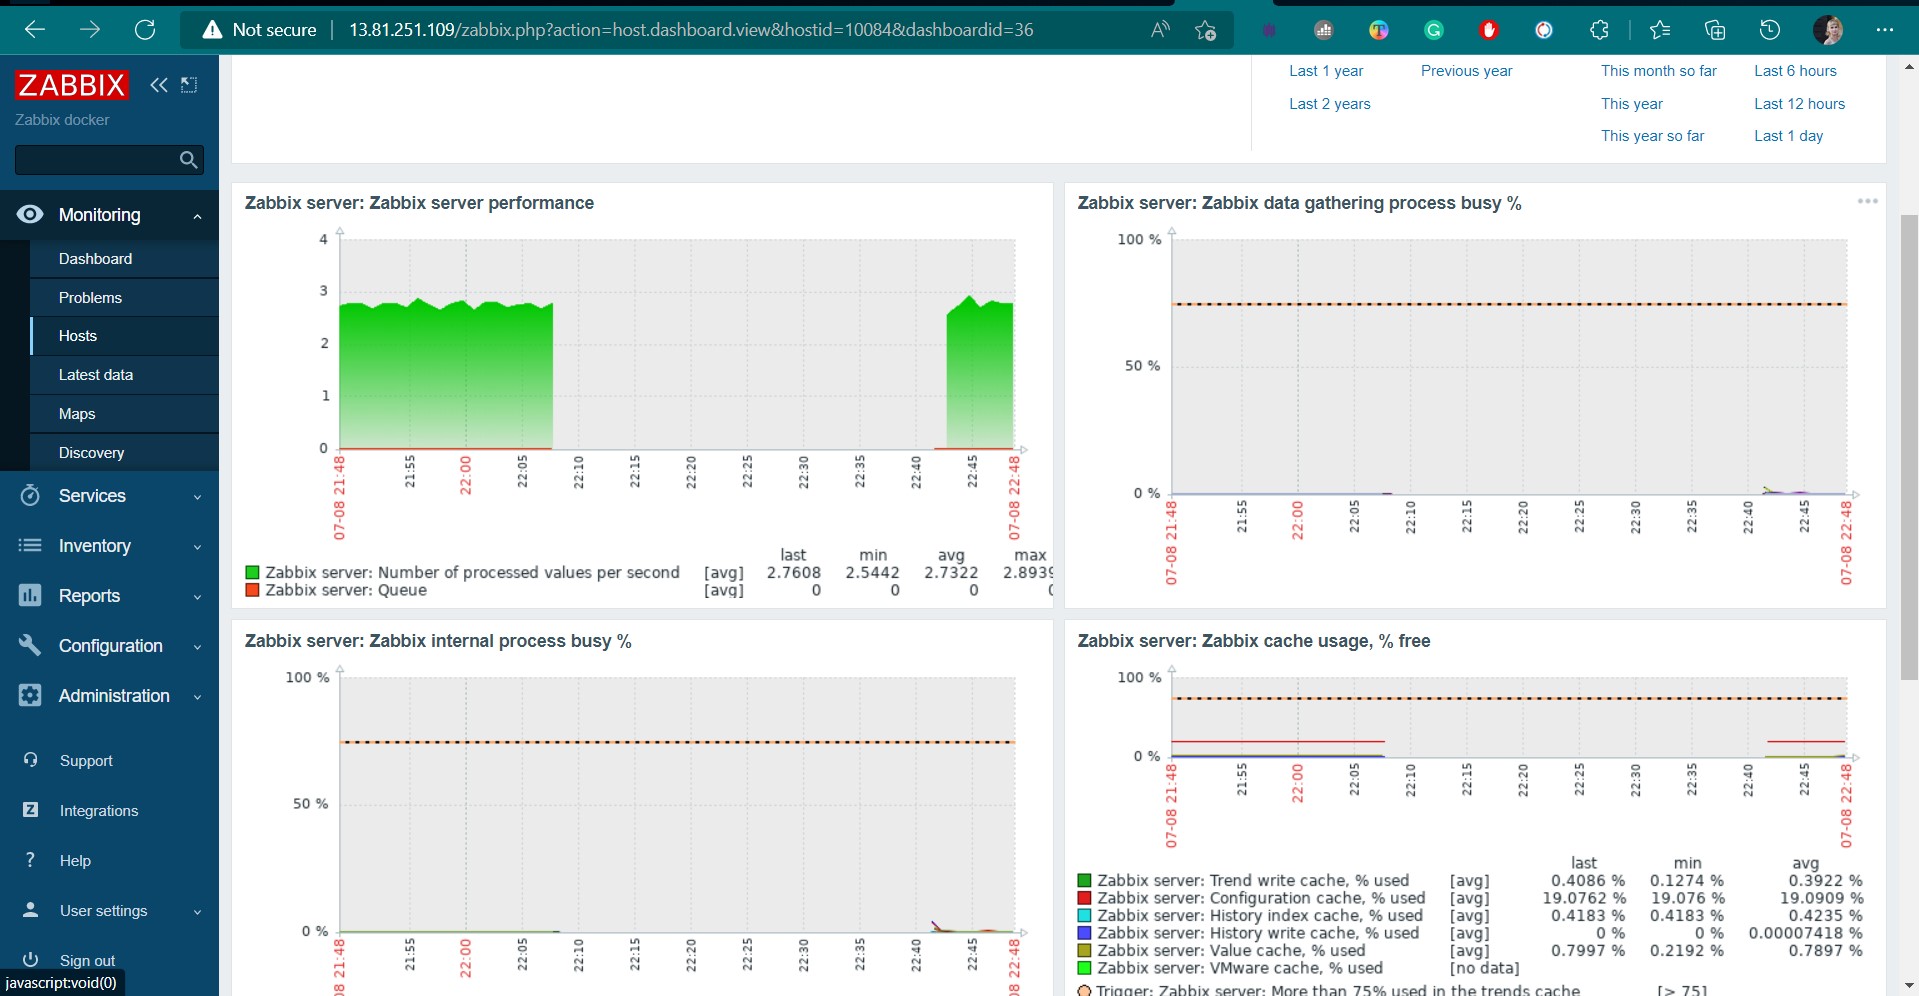 Not secure
13.81.251.109/zabbix.php?action=host.dashboard.view&hostid=10084&dashboardid=36
ZABBIX
Zabbix docker
Monitoring
Dashboard
Problems
Hosts
Latest data
Maps
Discovery
Services
Inventory
Reports
Configuration
Administration
Support
Integrations
Help
User settings
Sign out
javascript:void(0)
Last 1 year Previous year This month so far Last 6 hours
Last 2 years This year Last 12 hours
This year so far Last 1 day
Zabbix server: Zabbix server performance
4
3
2
1
0
07-08 21:48 21:55 22:00 22:05 22:10 22:15 22:20 22:25 22:30 22:35 22:40 22:45 07-08 22:48
last min avg max
Zabbix server: Number of processed values per second [avg] 2.7608 2.5442 2.7322 2.8939
Zabbix server: Queue [avg] 0 0 0 0
Zabbix server: Zabbix data gathering process busy %
100 %
50 %
0 %
07-08 21:48 21:55 22:00 22:05 22:10 22:15 22:20 22:25 22:30 22:35 22:40 22:45 07-08 22:48
Zabbix server: Zabbix internal process busy %
100 %
50 %
0 %
8 21:48 21:55 22:00 22:05 22:10 22:15 22:20 22:25 22:30 22:35 22:40 22:45 8 22:48
Zabbix server: Zabbix cache usage, % free
100 %
0 %
07-08 21:48 21:55 22:00 22:05 22:10 22:15 22:20 22:25 22:30 22:35 22:40 22:45 07-08 22:48
last min avg
Zabbix server: Trend write cache, % used [avg] 0.4086 % 0.1274 % 0.3922 %
Zabbix server: Configuration cache, % used [avg] 19.0762 % 19.076 % 19.0909 %
Zabbix server: History index cache, % used [avg] 0.4183 % 0.4183 % 0.4235 %
Zabbix server: History write cache, % used [avg] 0 % 0 % 0.00007418 %
Zabbix server: Value cache, % used [avg] 0.7997 % 0.2192 % 0.7897 %
Zabbix server: VMware cache, % used [no data]
Trigger: Zabbix server: More than 75% used in the trends cache [> 75]